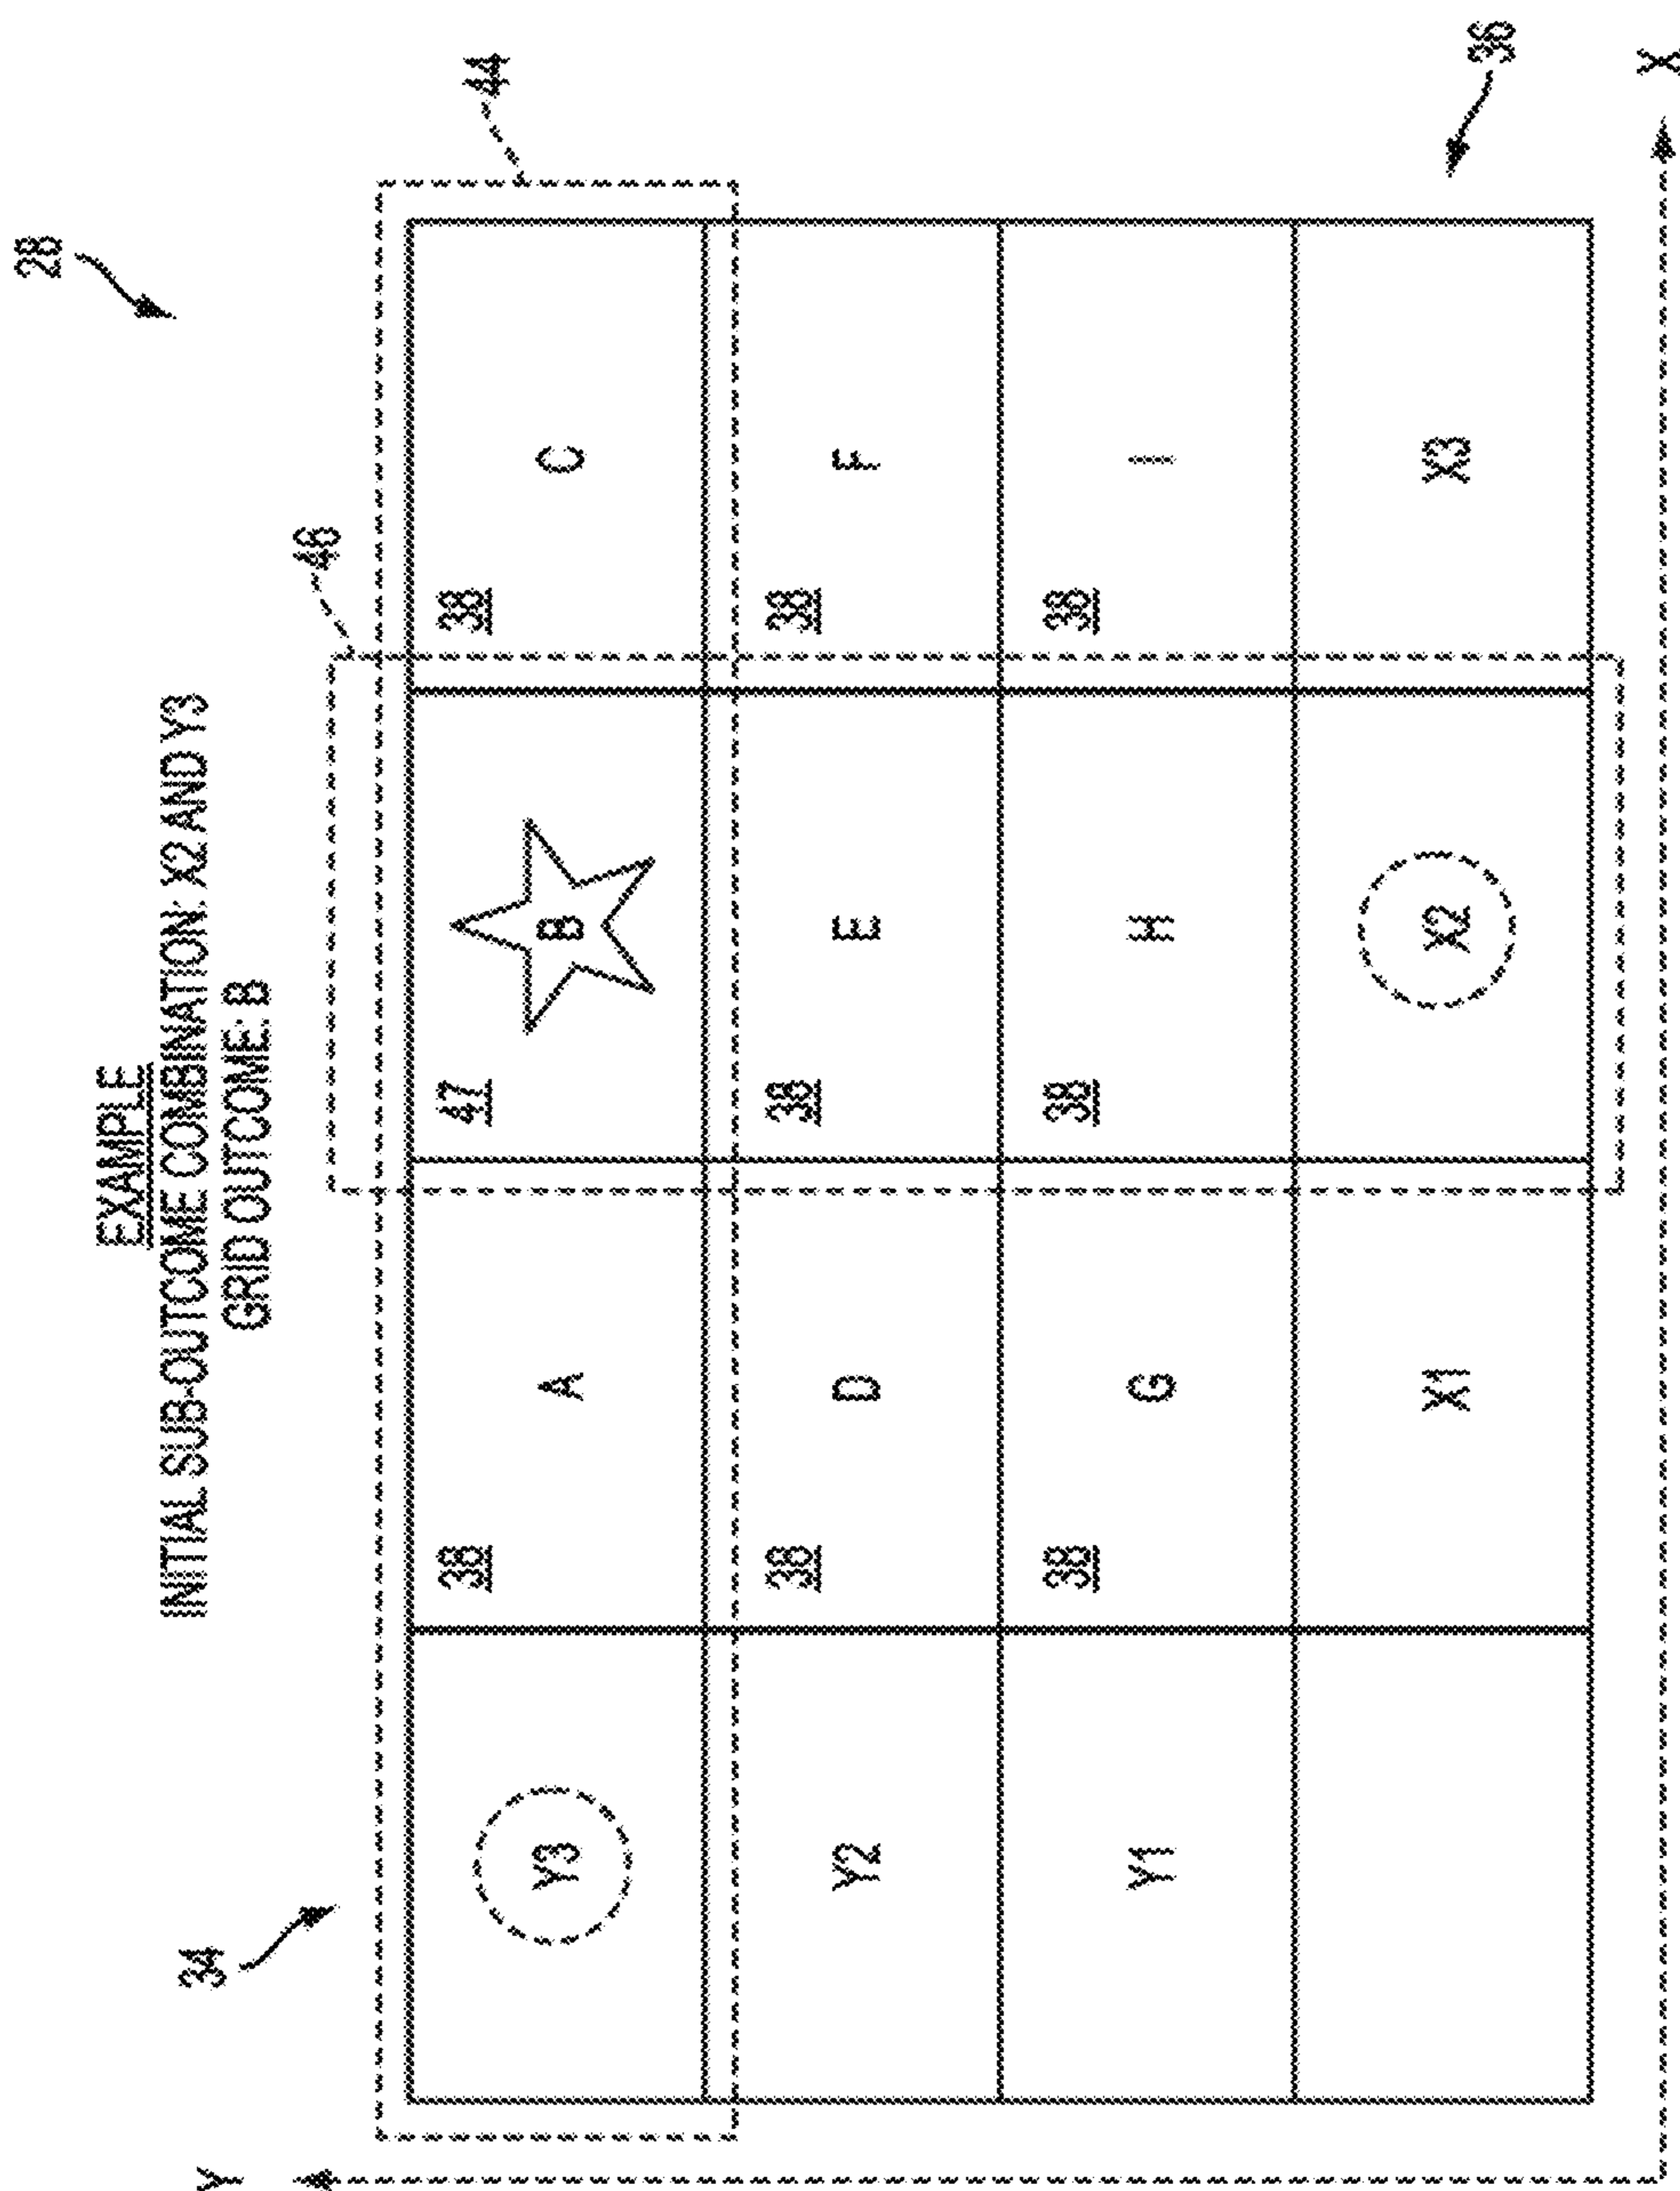 28
EXAMPLE
INITIAL SUB-OUTCOME COMBINATION: X2 AND Y3
GRID OUTCOME: B
34
46
44
Y
Y3
38
A
47
B
38
C
Y2
38
D
38
E
38
F
Y1
38
G
38
H
38
I
X1
X2
X3
36
X